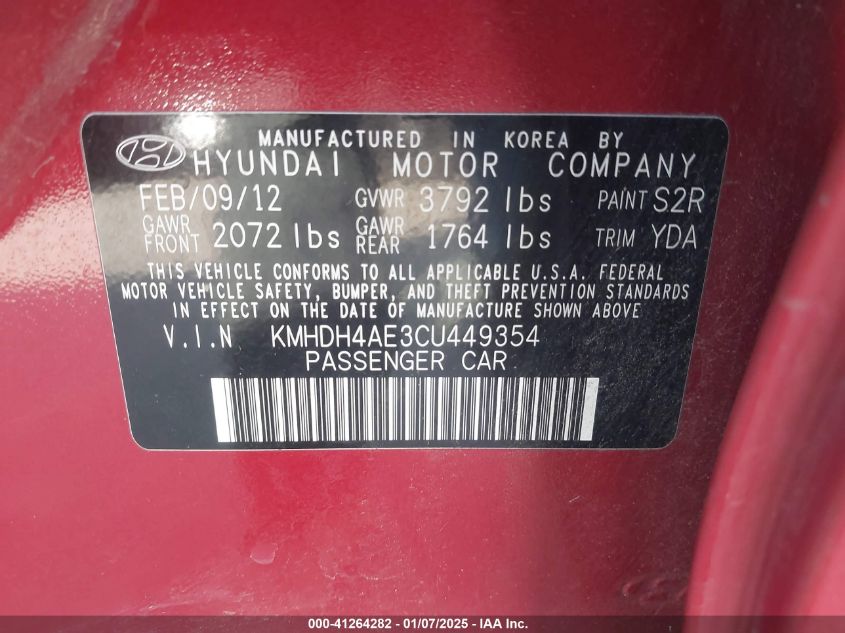 MANUFACTURED IN KOREA BY
HYUNDAI MOTOR COMPANY
FEB/09/12 GVWR 3792 lbs PAINT S2R
GAWR FRONT 2072 lbs GAWR REAR 1764 lbs TRIM YDA
THIS VEHICLE CONFORMS TO ALL APPLICABLE U.S.A. FEDERAL
MOTOR VEHICLE SAFETY, BUMPER, AND THEFT PREVENTION STANDARDS
IN EFFECT ON THE DATE OF MANUFACTURE SHOWN ABOVE.
V.I.N KMHDH4AE3CU449354
PASSENGER CAR
000-41264282 - 01/07/2025 - IAA Inc.